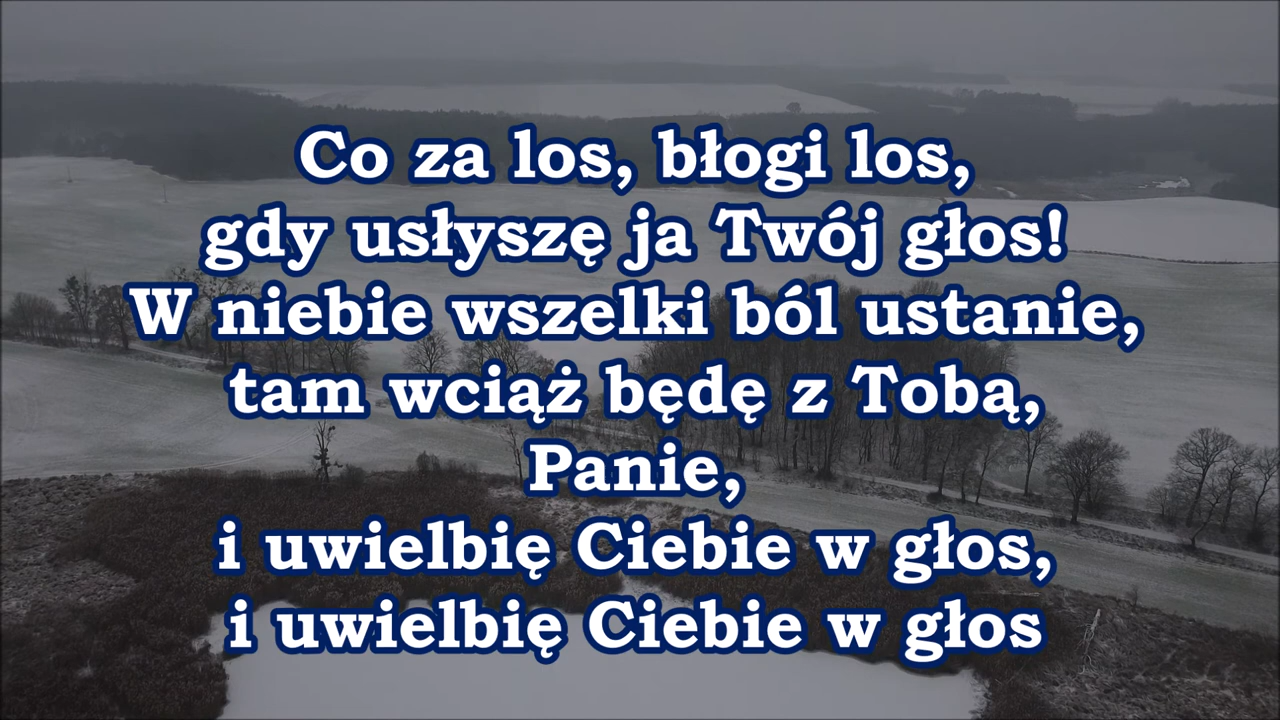 Co za los, błogi los,
gdy usłyszę ja Twój głos!
W niebie wszelki ból ustanie,
tam wciąż będę z Tobą,
Panie,
i uwielbię Ciebie w głos,
i uwielbię Ciebie w głos